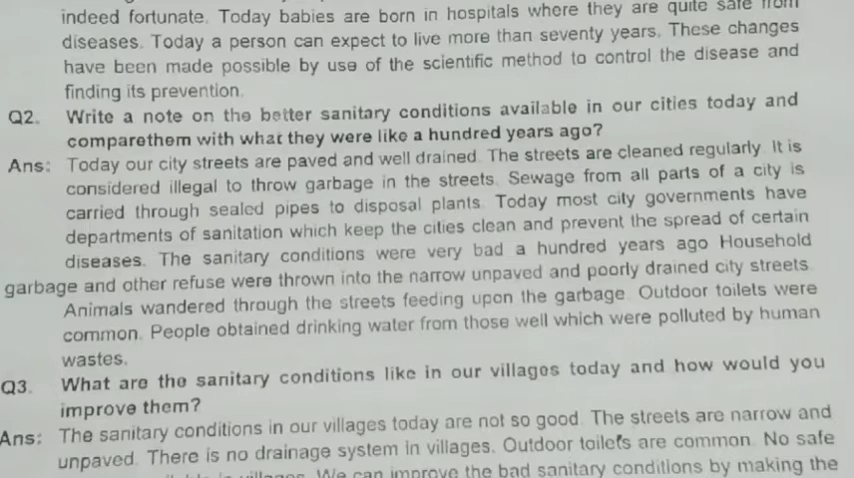 indeed fortunate. Today babies are born in hospitals where they are quite safe from
diseases. Today a person can expect to live more than seventy years. These changes
have been made possible by use of the scientific method to control the disease and
finding its prevention.
Q2. Write a note on the better sanitary conditions available in our cities today and
comparethem with what they were like a hundred years ago?
Ans: Today our city streets are paved and well drained. The streets are cleaned regularly. It is
considered illegal to throw garbage in the streets. Sewage from all parts of a city is
carried through sealed pipes to disposal plants. Today most city governments have
departments of sanitation which keep the cities clean and prevent the spread of certain
diseases. The sanitary conditions were very bad a hundred years ago Household
garbage and other refuse were thrown into the narrow unpaved and poorly drained city streets.
Animals wandered through the streets feeding upon the garbage. Outdoor toilets were
common. People obtained drinking water from those well which were polluted by human
wastes.
Q3. What are the sanitary conditions like in our villages today and how would you
improve them?
Ans: The sanitary conditions in our villages today are not so good. The streets are narrow and
unpaved. There is no drainage system in villages. Outdoor toilets are common. No safe
We can improve the bad sanitary conditions by making the